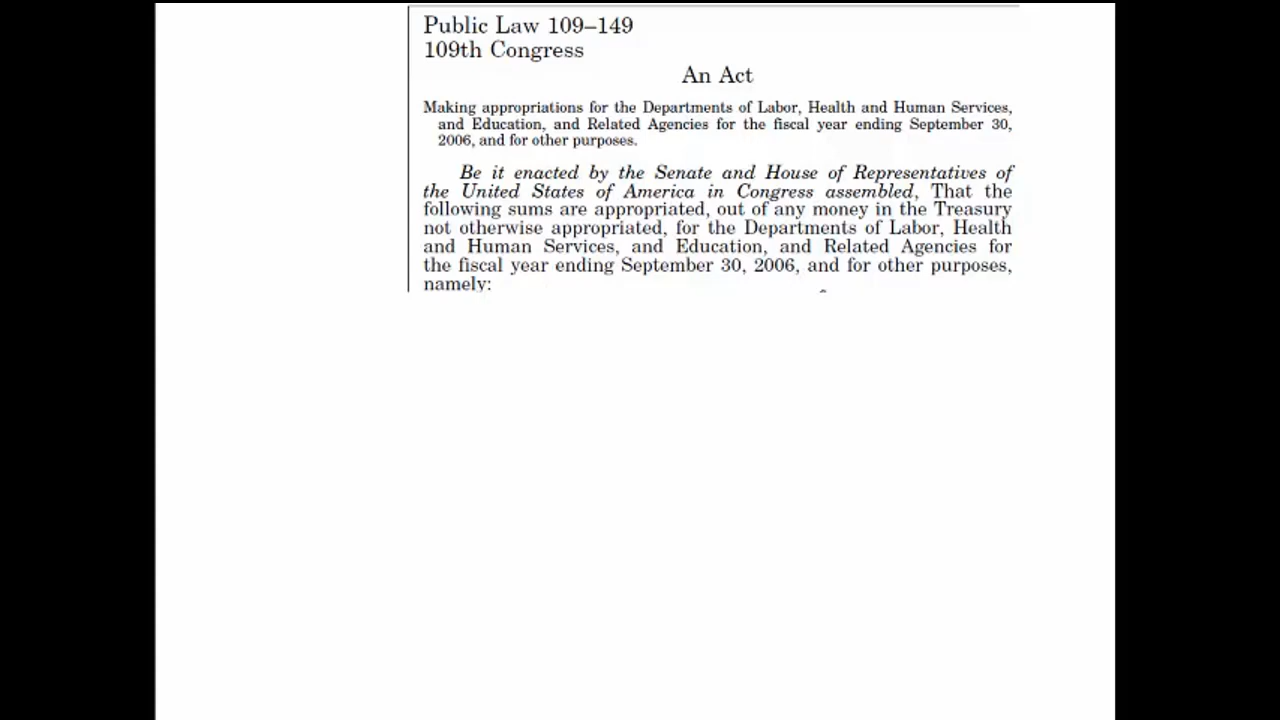 Public Law 109–149
109th Congress
An Act
Making appropriations for the Departments of Labor, Health and Human Services,
and Education, and Related Agencies for the fiscal year ending September 30,
2006, and for other purposes.
Be it enacted by the Senate and House of Representatives of
the United States of America in Congress assembled, That the
following sums are appropriated, out of any money in the Treasury
not otherwise appropriated, for the Departments of Labor, Health
and Human Services, and Education, and Related Agencies for
the fiscal year ending September 30, 2006, and for other purposes,
namely: